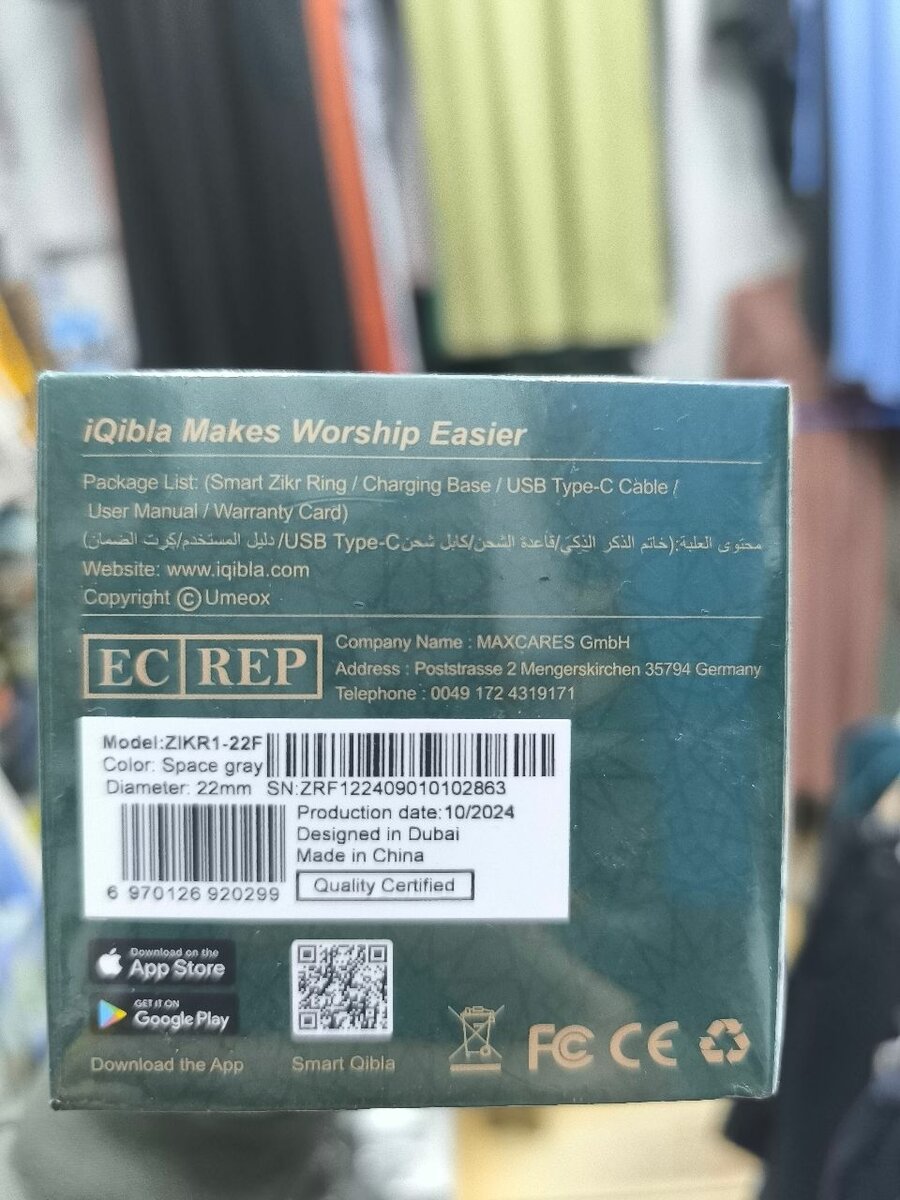 iQibla Makes Worship Easier
Package List: (Smart Zikr Ring / Charging Base / USB Type-C Cable /
User Manual / Warranty Card)
محتوى العلبة:(خاتم الذكر الذكي/قاعدة الشحن/كابل شحن USB Type-C/دليل المستخدم/كرت الضمان)
Website: www.iqibla.com
Copyright © Umeox
EC REP
Company Name : MAXCARES GmbH
Address : Poststrasse 2 Mengerskirchen 35794 Germany
Telephone : 0049 172 4319171
Model:ZIKR1-22F
Color: Space gray
Diameter: 22mm SN:ZRF122409010102863
Production date:10/2024
Designed in Dubai
Made in China
Quality Certified
6 970126 920299
Download on the
App Store
GET IT ON
Google Play
Download the App
Smart Qibla
FC CE